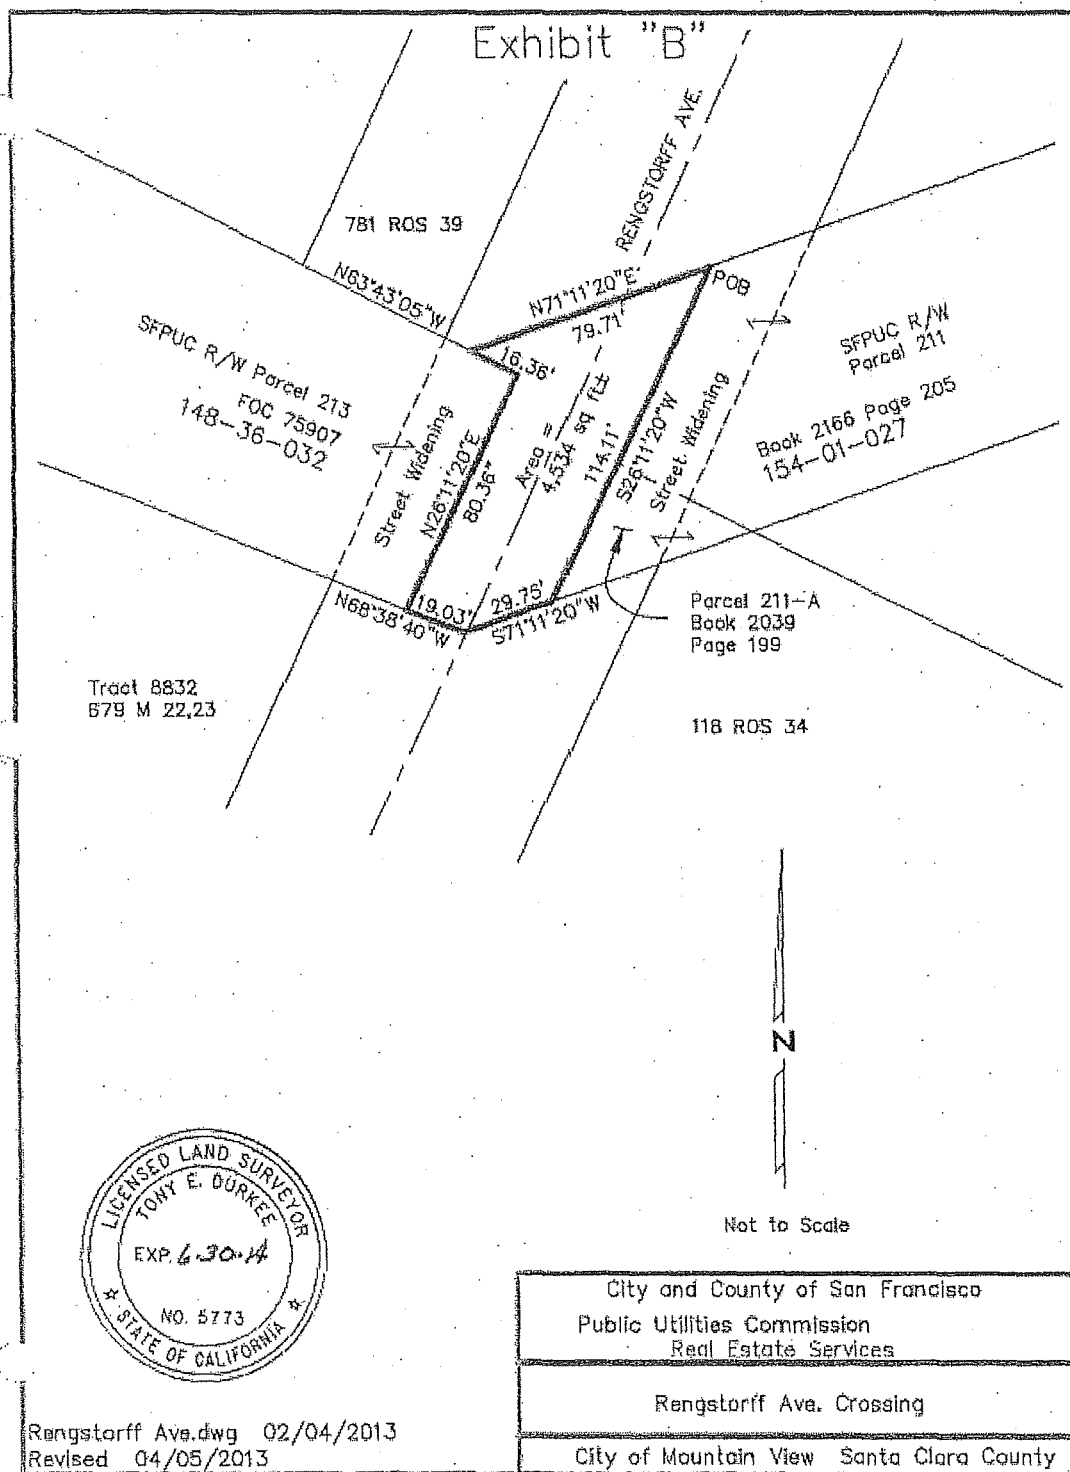 Exhibit "B"
RENGSTORFF AVE.
781 ROS 39
N63°43'05"W
N71°11'20"E
79.71'
POB
16.36'
SFPUC R/W Parcel 213
FOC 75907
148-36-032
SFPUC R/W
Parcel 211
Book 2166 Page 205
154-01-027
Street Widening
N26°11'20"E
80.36'
Area =
4,534 sq ft±
114.11'
S26°11'20"W
Street Widening
19.03'
N68°38'40"W
29.75'
S71°11'20"W
Parcel 211-A
Book 2039
Page 199
Tract 8832
679 M 22,23
118 ROS 34
N
Not to Scale
LICENSED LAND SURVEYOR
TONY E. DURKEE
EXP. 6-30-14
NO. 5773
STATE OF CALIFORNIA
City and County of San Francisco
Public Utilities Commission
Real Estate Services
Rengstorff Ave. Crossing
City of Mountain View Santa Clara County
Rengstorff Ave.dwg 02/04/2013
Revised 04/05/2013